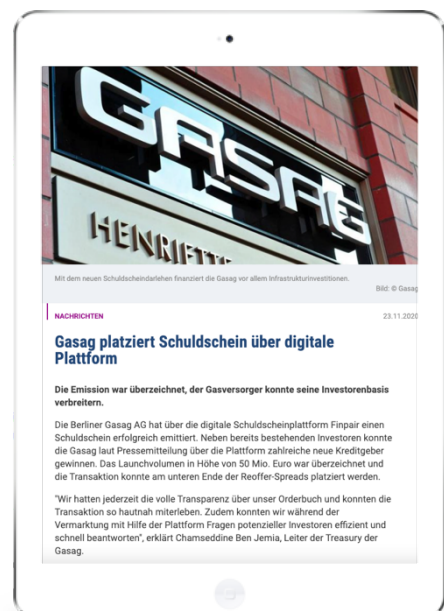 GASAG
HENRIETTE
Mit dem neuen Schuldscheindarlehen finanziert die Gasag vor allem Infrastrukturinvestitionen.
Bild: © Gasag
NACHRICHTEN
23.11.2020
Gasag platziert Schuldschein über digitale
Plattform
Die Emission war überzeichnet, der Gasversorger konnte seine Investorenbasis
verbreitern.
Die Berliner Gasag AG hat über die digitale Schuldscheinplattform Finpair einen
Schuldschein erfolgreich emittiert. Neben bereits bestehenden Investoren konnte
die Gasag laut Pressemitteilung über die Plattform zahlreiche neue Kreditgeber
gewinnen. Das Launchvolumen in Höhe von 50 Mio. Euro war überzeichnet und
die Transaktion konnte am unteren Ende der Reoffer-Spreads platziert werden.
"Wir hatten jederzeit die volle Transparenz über unser Orderbuch und konnten die
Transaktion so hautnah miterleben. Zudem konnten wir während der
Vermarktung mit Hilfe der Plattform Fragen potenzieller Investoren effizient und
schnell beantworten", erklärt Chamseddine Ben Jemia, Leiter der Treasury der
Gasag.